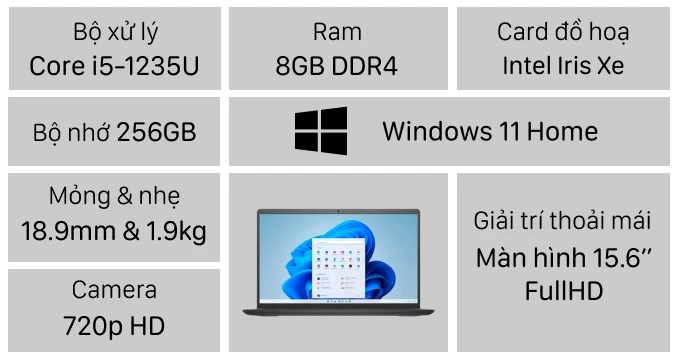 Bộ xử lý
Core i5-1235U
Ram
8GB DDR4
Card đồ hoạ
Intel Iris Xe
Bộ nhớ 256GB
Windows 11 Home
Mỏng & nhẹ
18.9mm & 1.9kg
Camera
720p HD
Giải trí thoải mái
Màn hình 15.6”
FullHD